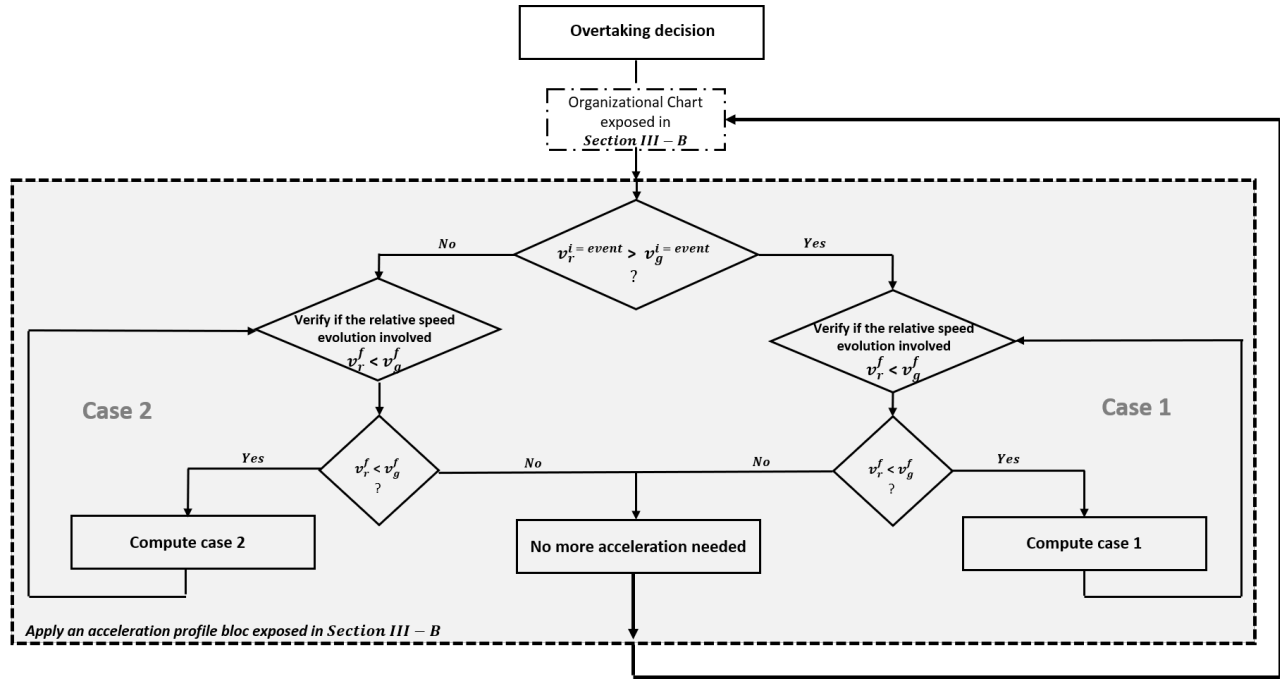 Overtaking decision
Organizational Chart
exposed in
Section III − B
v_r^{i = event} > v_g^{i = event}
?
No
Yes
Verify if the relative speed
evolution involved
v_r^f < v_g^f
Verify if the relative speed
evolution involved
v_r^f < v_g^f
Case 2
Case 1
v_r^f < v_g^f
?
Yes
No
No
v_r^f < v_g^f
?
Yes
Compute case 2
No more acceleration needed
Compute case 1
Apply an acceleration profile bloc exposed in Section III − B